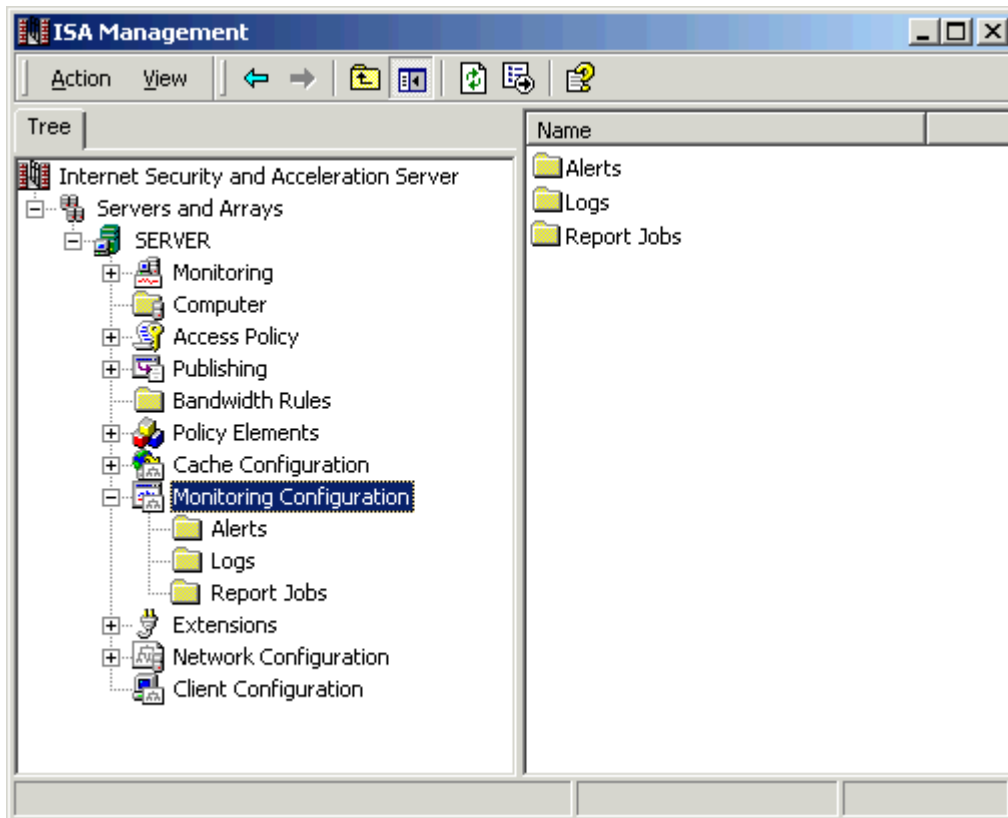 ISA Management
Action View
Tree
Name
Internet Security and Acceleration Server
Servers and Arrays
SERVER
Monitoring
Computer
Access Policy
Publishing
Bandwidth Rules
Policy Elements
Cache Configuration
Monitoring Configuration
Alerts
Logs
Report Jobs
Extensions
Network Configuration
Client Configuration
Alerts
Logs
Report Jobs